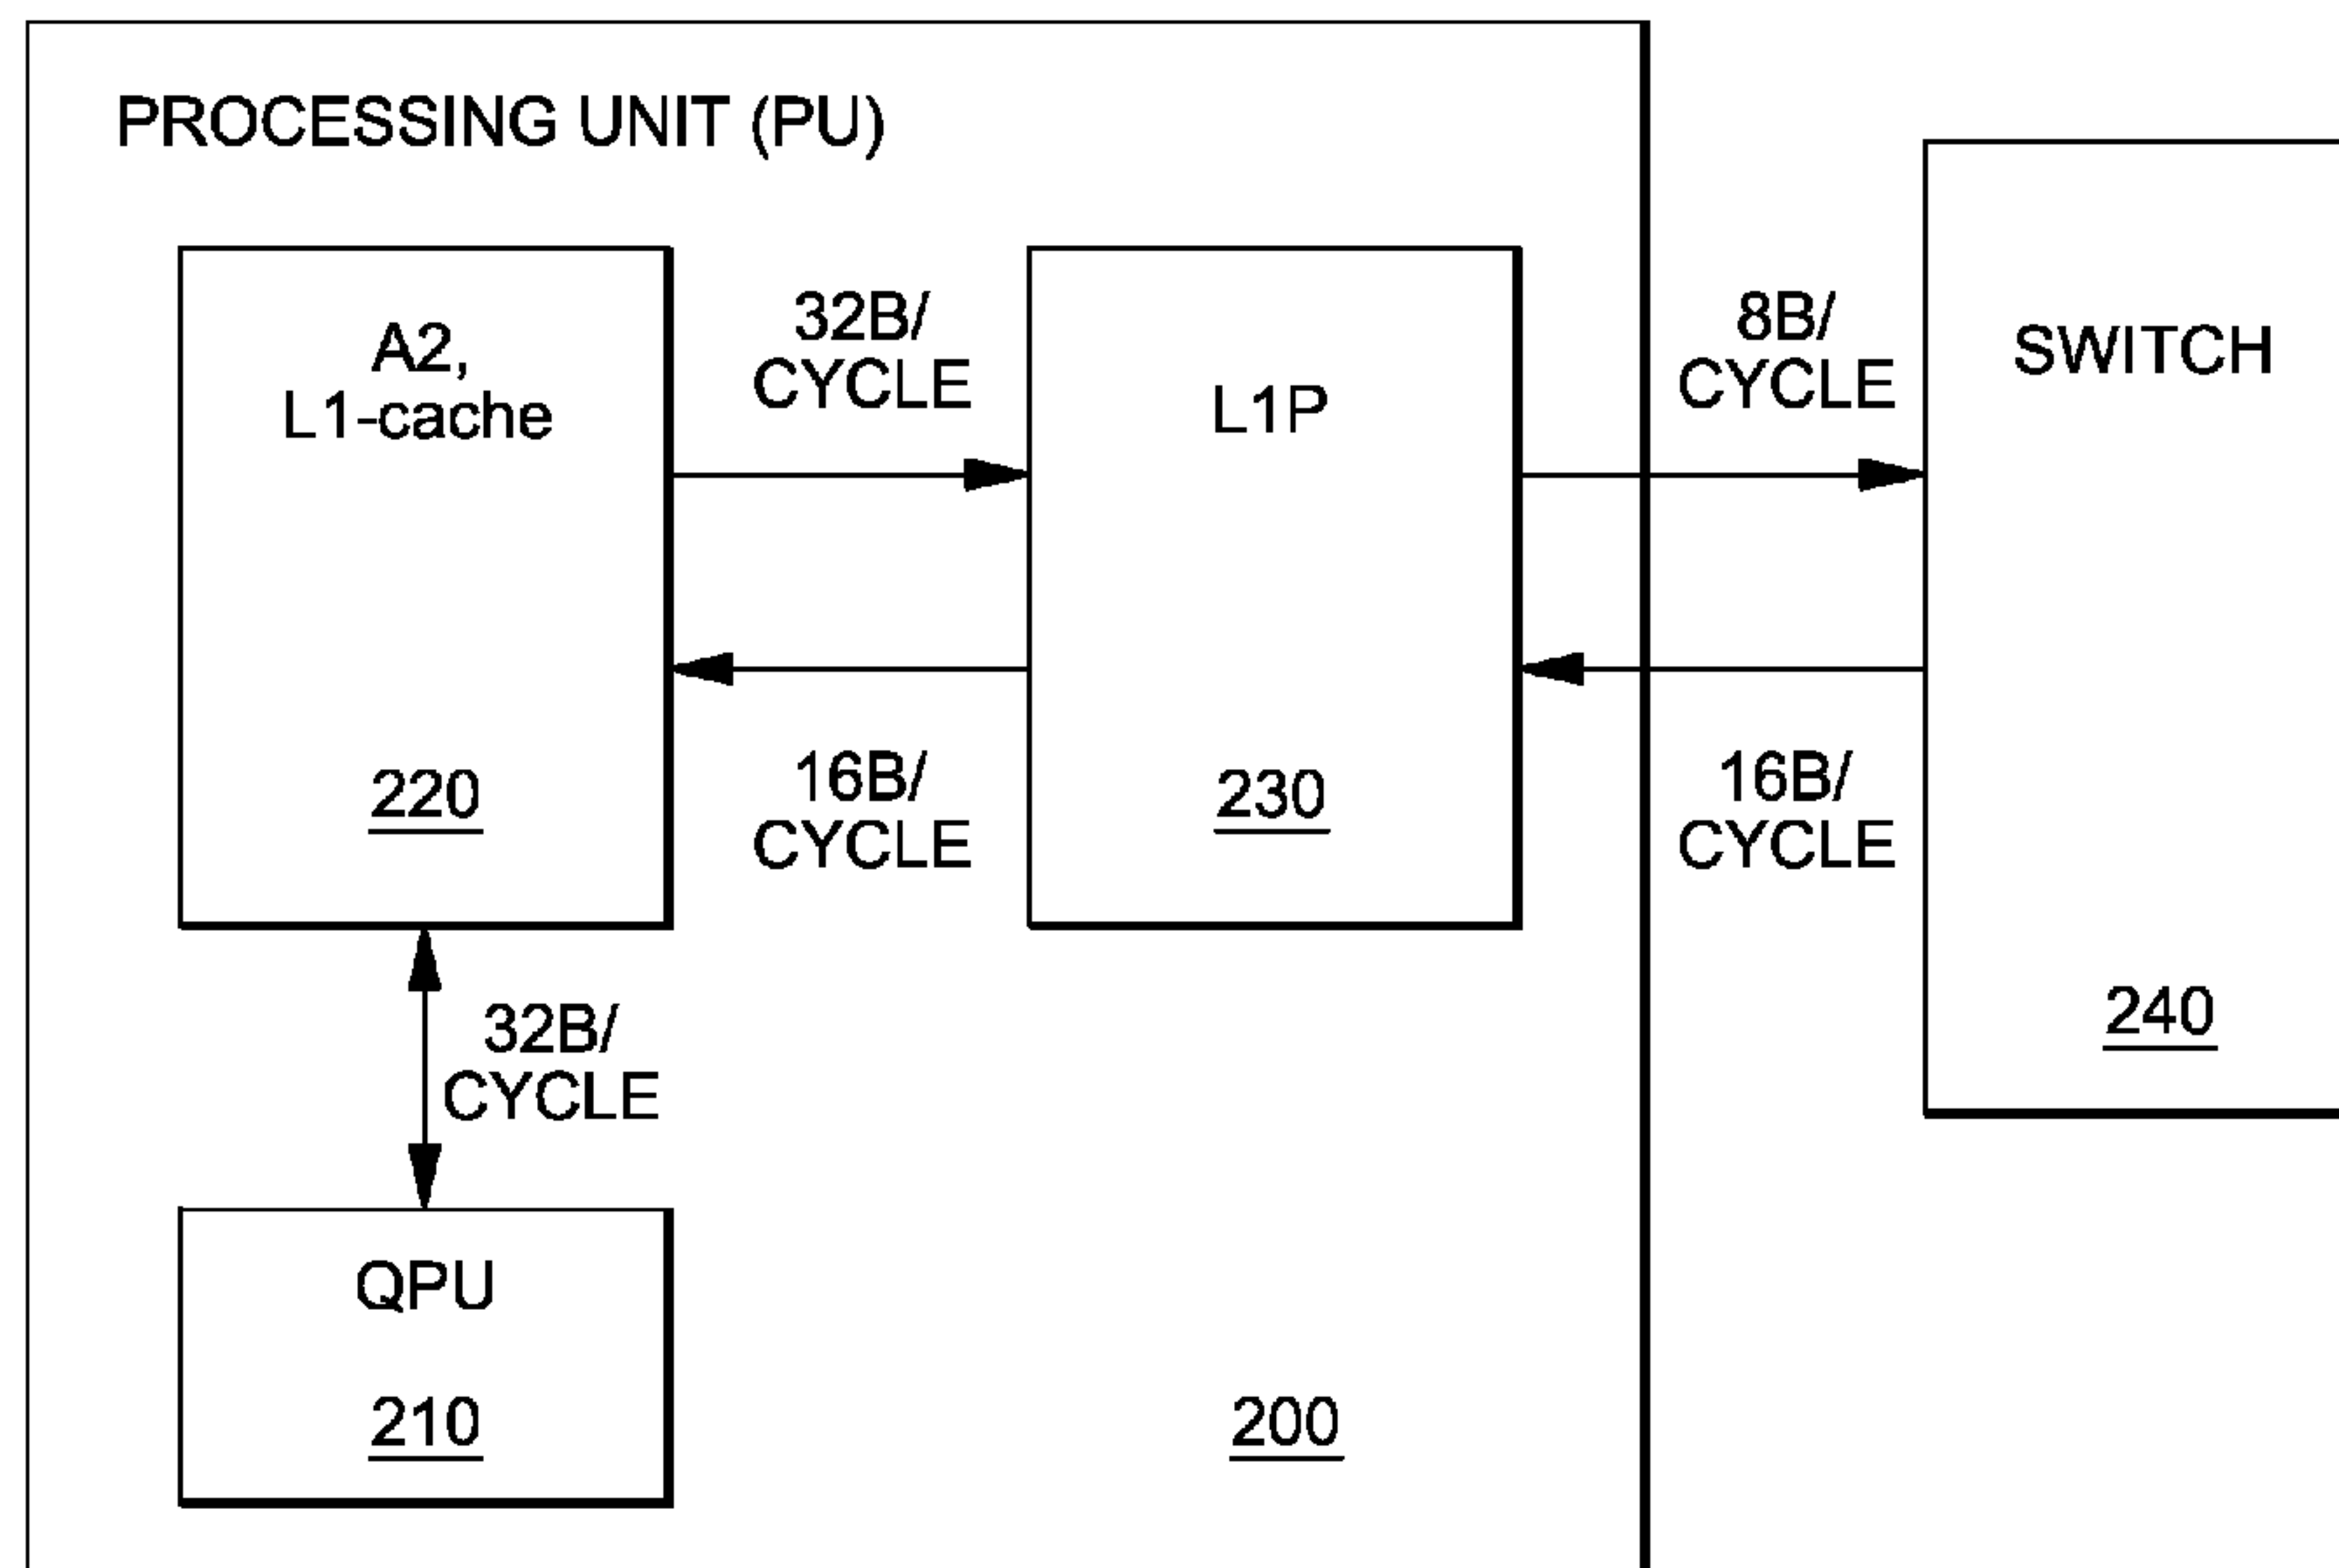 PROCESSING UNIT (PU)
A2,
L1-cache
220
32B/
CYCLE
16B/
CYCLE
L1P
230
8B/
CYCLE
16B/
CYCLE
SWITCH
240
32B/
CYCLE
QPU
210
200